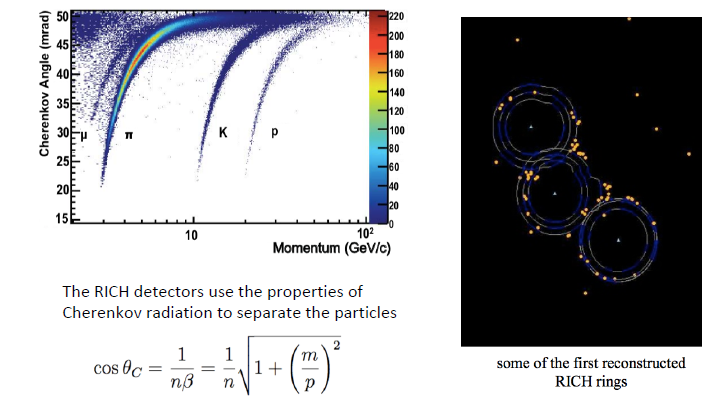 Cherenkov Angle (mrad)
50
45
40
35
30
25
20
15
μ
π
K
p
10
10²
Momentum (GeV/c)
220
200
180
160
140
120
100
80
60
40
20
0
The RICH detectors use the properties of
Cherenkov radiation to separate the particles
cos θ_C = 1/(nβ) = (1/n) √(1 + (m/p)²)
some of the first reconstructed
RICH rings